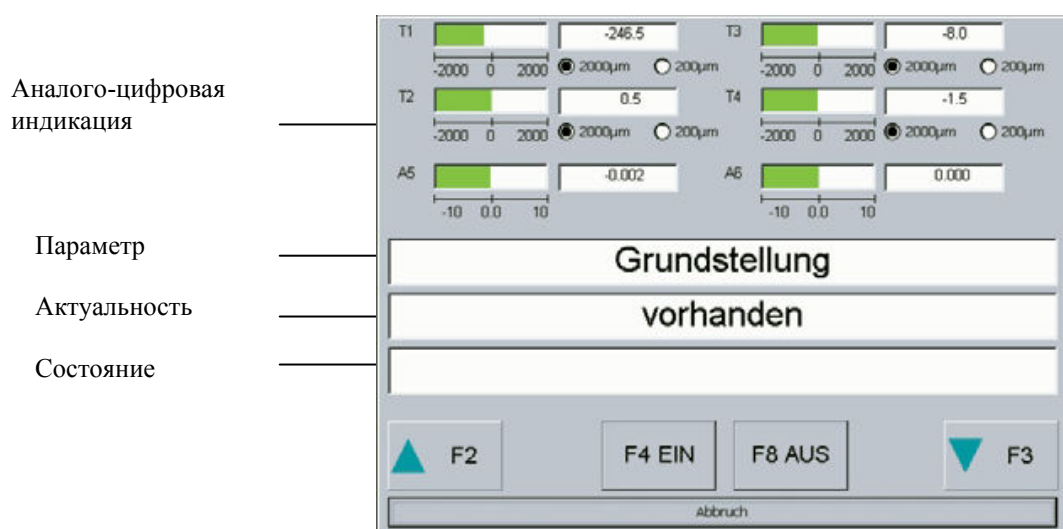 T1 -246.5 T3 -8.0
-2000 0 2000 2000µm 200µm -2000 0 2000 2000µm 200µm
Аналого-цифровая
индикация
T2 0.5 T4 -1.5
-2000 0 2000 2000µm 200µm -2000 0 2000 2000µm 200µm
A5 -0.002 A6 0.000
-10 0.0 10 -10 0.0 10
Параметр
Grundstellung
Актуальность
vorhanden
Состояние
F2 F4 EIN F8 AUS F3
Abbruch